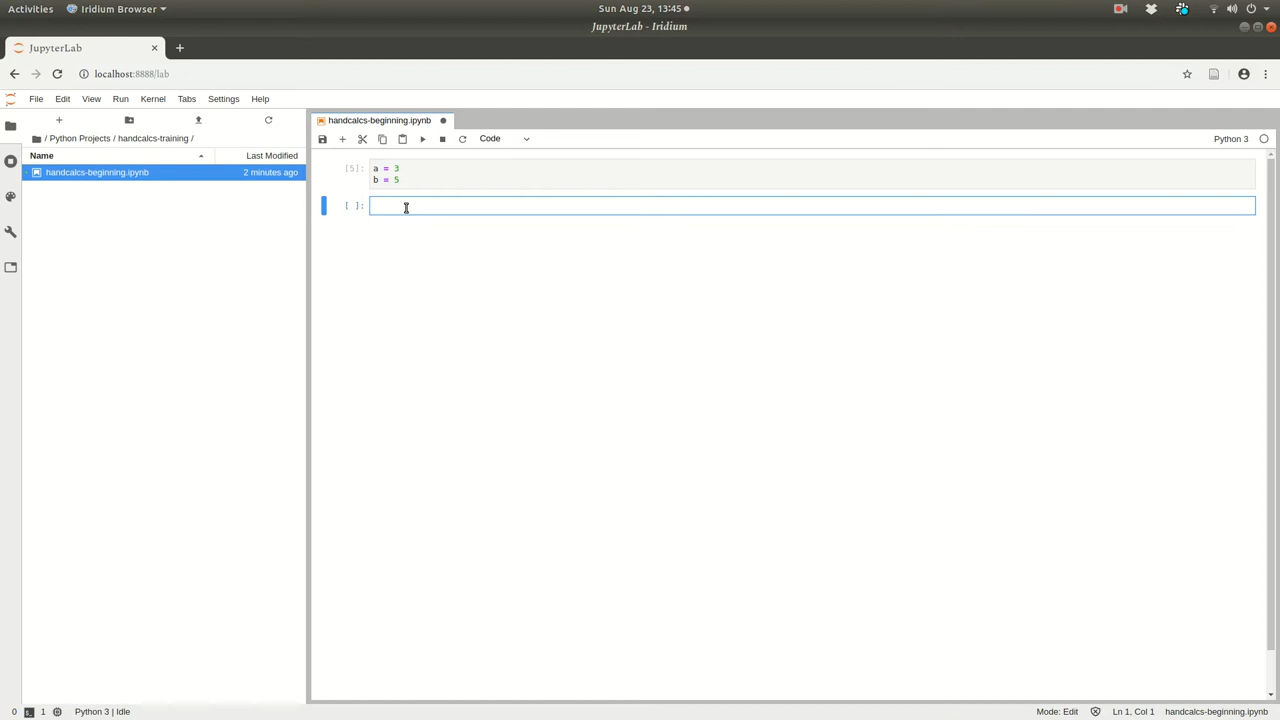 Activities Iridium Browser Sun Aug 23, 13:45
JupyterLab - Iridium
JupyterLab
localhost:8888/lab
File Edit View Run Kernel Tabs Settings Help
/ Python Projects / handcalcs-training /
Name Last Modified
handcalcs-beginning.ipynb 2 minutes ago
handcalcs-beginning.ipynb
Code Python 3
[5]: a = 3
b = 5
[ ]:
0 1 Python 3 | Idle Mode: Edit Ln 1, Col 1 handcalcs-beginning.ipynb